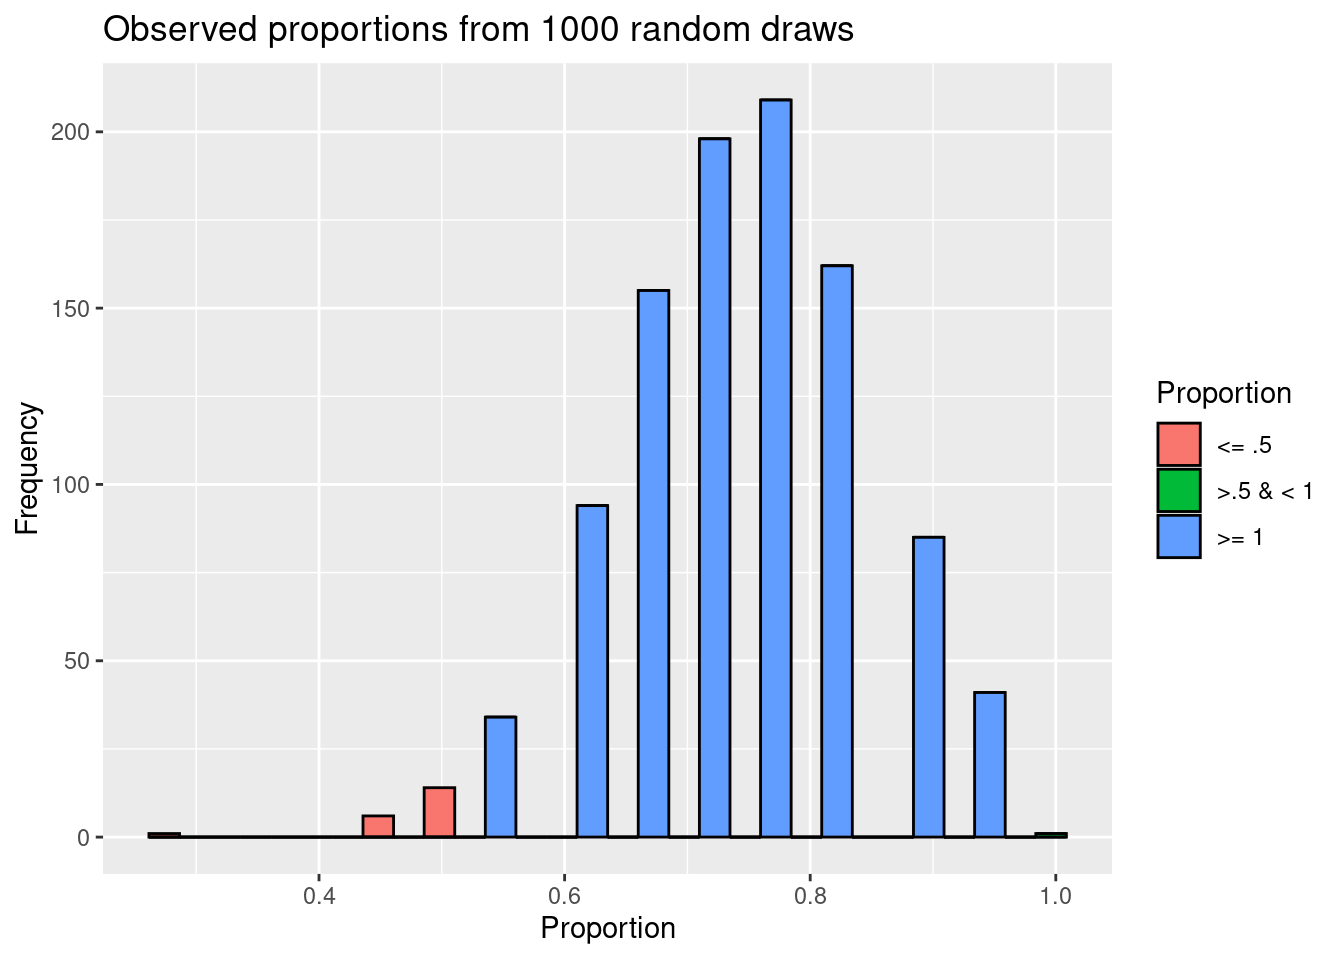 Observed proportions from 1000 random draws
Frequency
200
150
100
50
0
0.4
0.6
0.8
1.0
Proportion
Proportion
<= .5
>.5 & < 1
>= 1